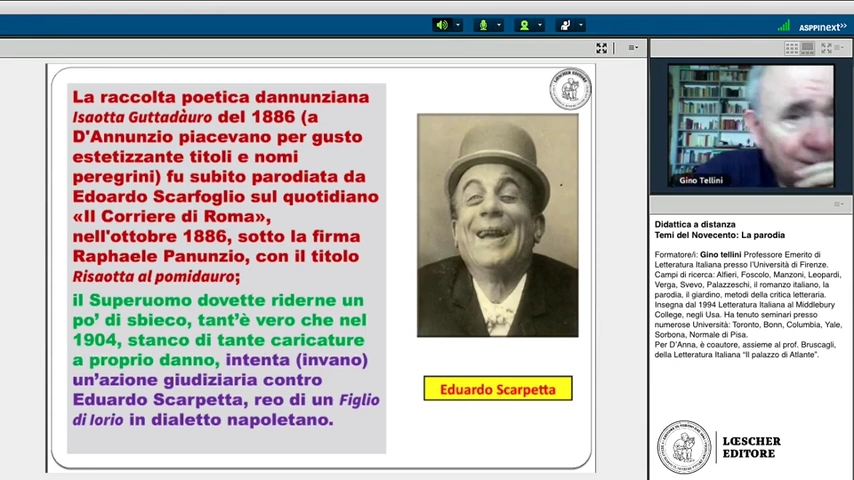 ASPPInext>>
LŒSCHER EDITORE
La raccolta poetica dannunziana
Isaotta Guttadàuro del 1886 (a
D'Annunzio piacevano per gusto
estetizzante titoli e nomi
peregrini) fu subito parodiata da
Edoardo Scarfoglio sul quotidiano
«Il Corriere di Roma»,
nell'ottobre 1886, sotto la firma
Raphaele Panunzio, con il titolo
Risaotta al pomidauro;
il Superuomo dovette riderne un
po' di sbieco, tant'è vero che nel
1904, stanco di tante caricature
a proprio danno, intenta (invano)
un'azione giudiziaria contro
Eduardo Scarpetta, reo di un Figlio
di Iorio in dialetto napoletano.
Eduardo Scarpetta
Gino Tellini
Didattica a distanza
Temi del Novecento: La parodia
Formatore/i: Gino tellini Professore Emerito di
Letteratura Italiana presso l'Università di Firenze.
Campi di ricerca: Alfieri, Foscolo, Manzoni, Leopardi,
Verga, Svevo, Palazzeschi, il romanzo italiano, la
parodia, il giardino, metodi della critica letteraria.
Insegna dal 1994 Letteratura Italiana al Middlebury
College, negli Usa. Ha tenuto seminari presso
numerose Università: Toronto, Bonn, Columbia, Yale,
Sorbona, Normale di Pisa.
Per D'Anna, è coautore, assieme al prof. Bruscagli,
della Letteratura Italiana "Il palazzo di Atlante".
LŒSCHER
EDITORE